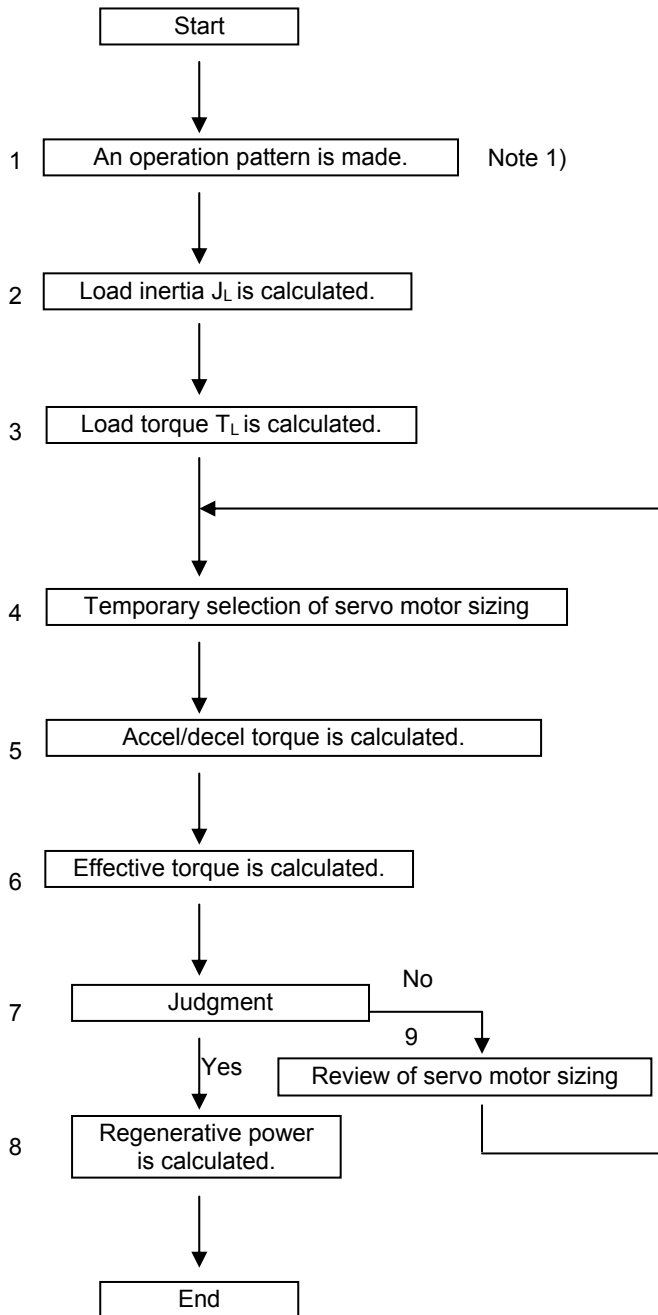 Start
1 An operation pattern is made. Note 1)
2 Load inertia JL is calculated.
3 Load torque TL is calculated.
4 Temporary selection of servo motor sizing
5 Accel/decel torque is calculated.
6 Effective torque is calculated.
7 Judgment No
9
Yes
Review of servo motor sizing
8 Regenerative power
is calculated.
End